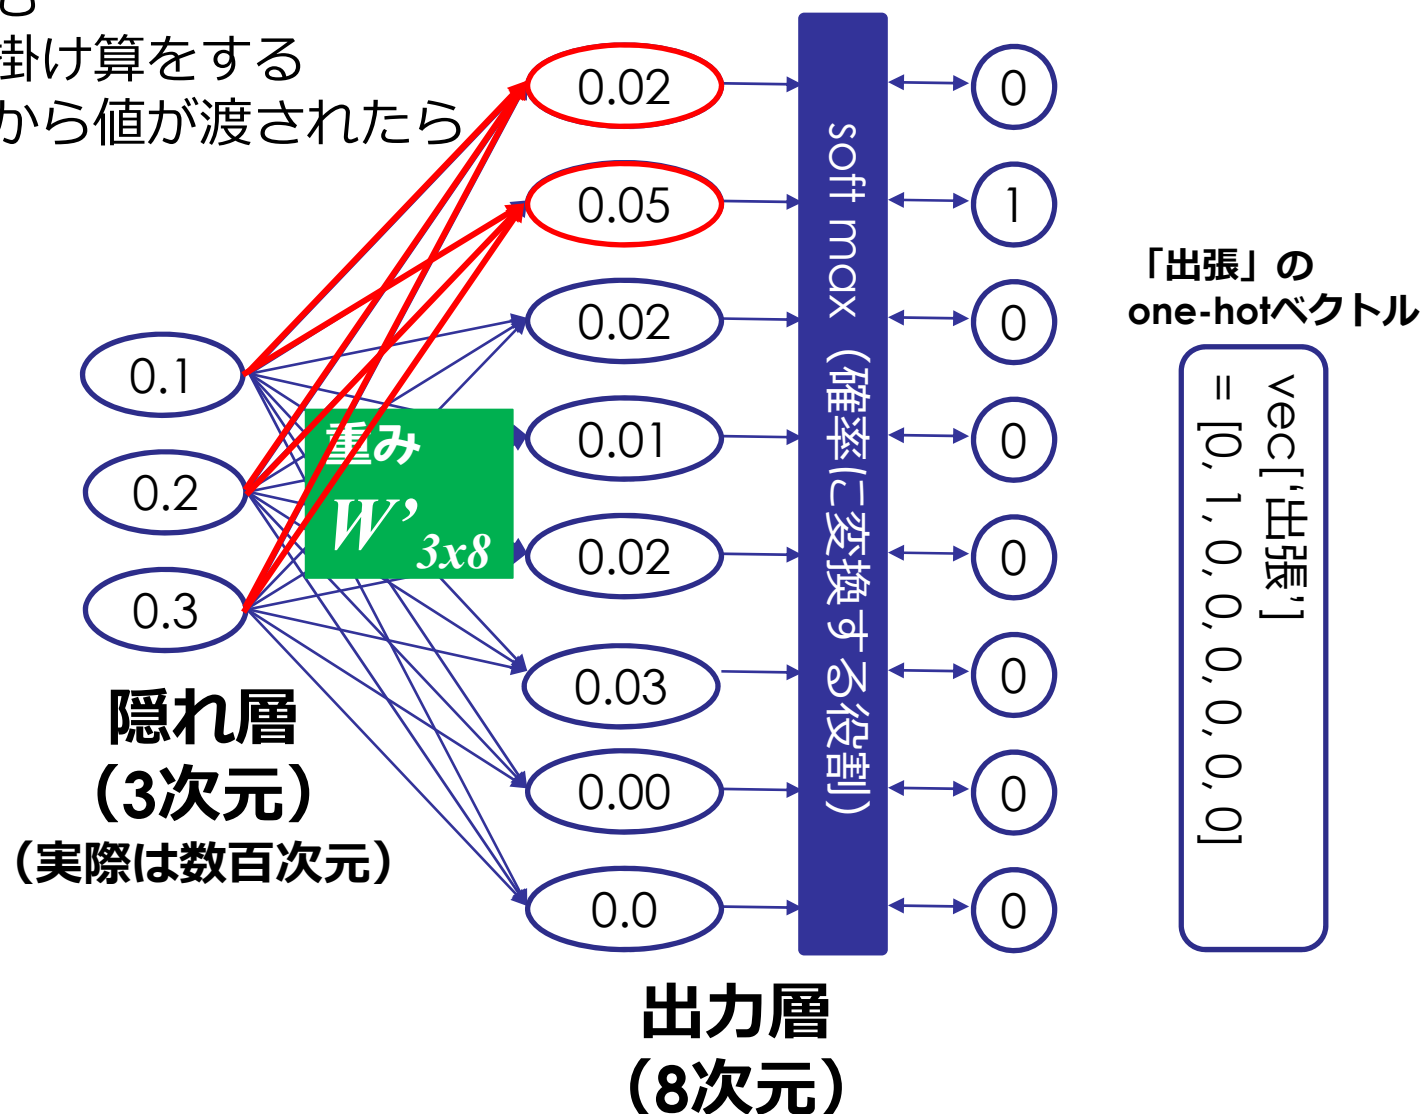 掛け算をする
から値が渡されたら
0.1
0.2
0.3
隠れ層
（3次元）
（実際は数百次元）
重み
W’3x8
0.02
0.05
0.02
0.01
0.02
0.03
0.00
0.0
出力層
（8次元）
soft max （確率に変換する役割）
0
1
0
0
0
0
0
0
「出張」の
one-hotベクトル
vec[‘出張’]
= [0, 1, 0, 0, 0, 0, 0, 0]